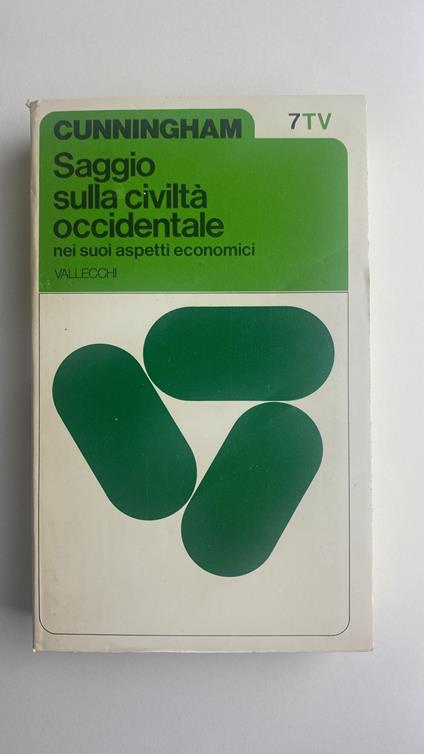 CUNNINGHAM
7TV
Saggio
sulla civiltà
occidentale
nei suoi aspetti economici
VALLECCHI